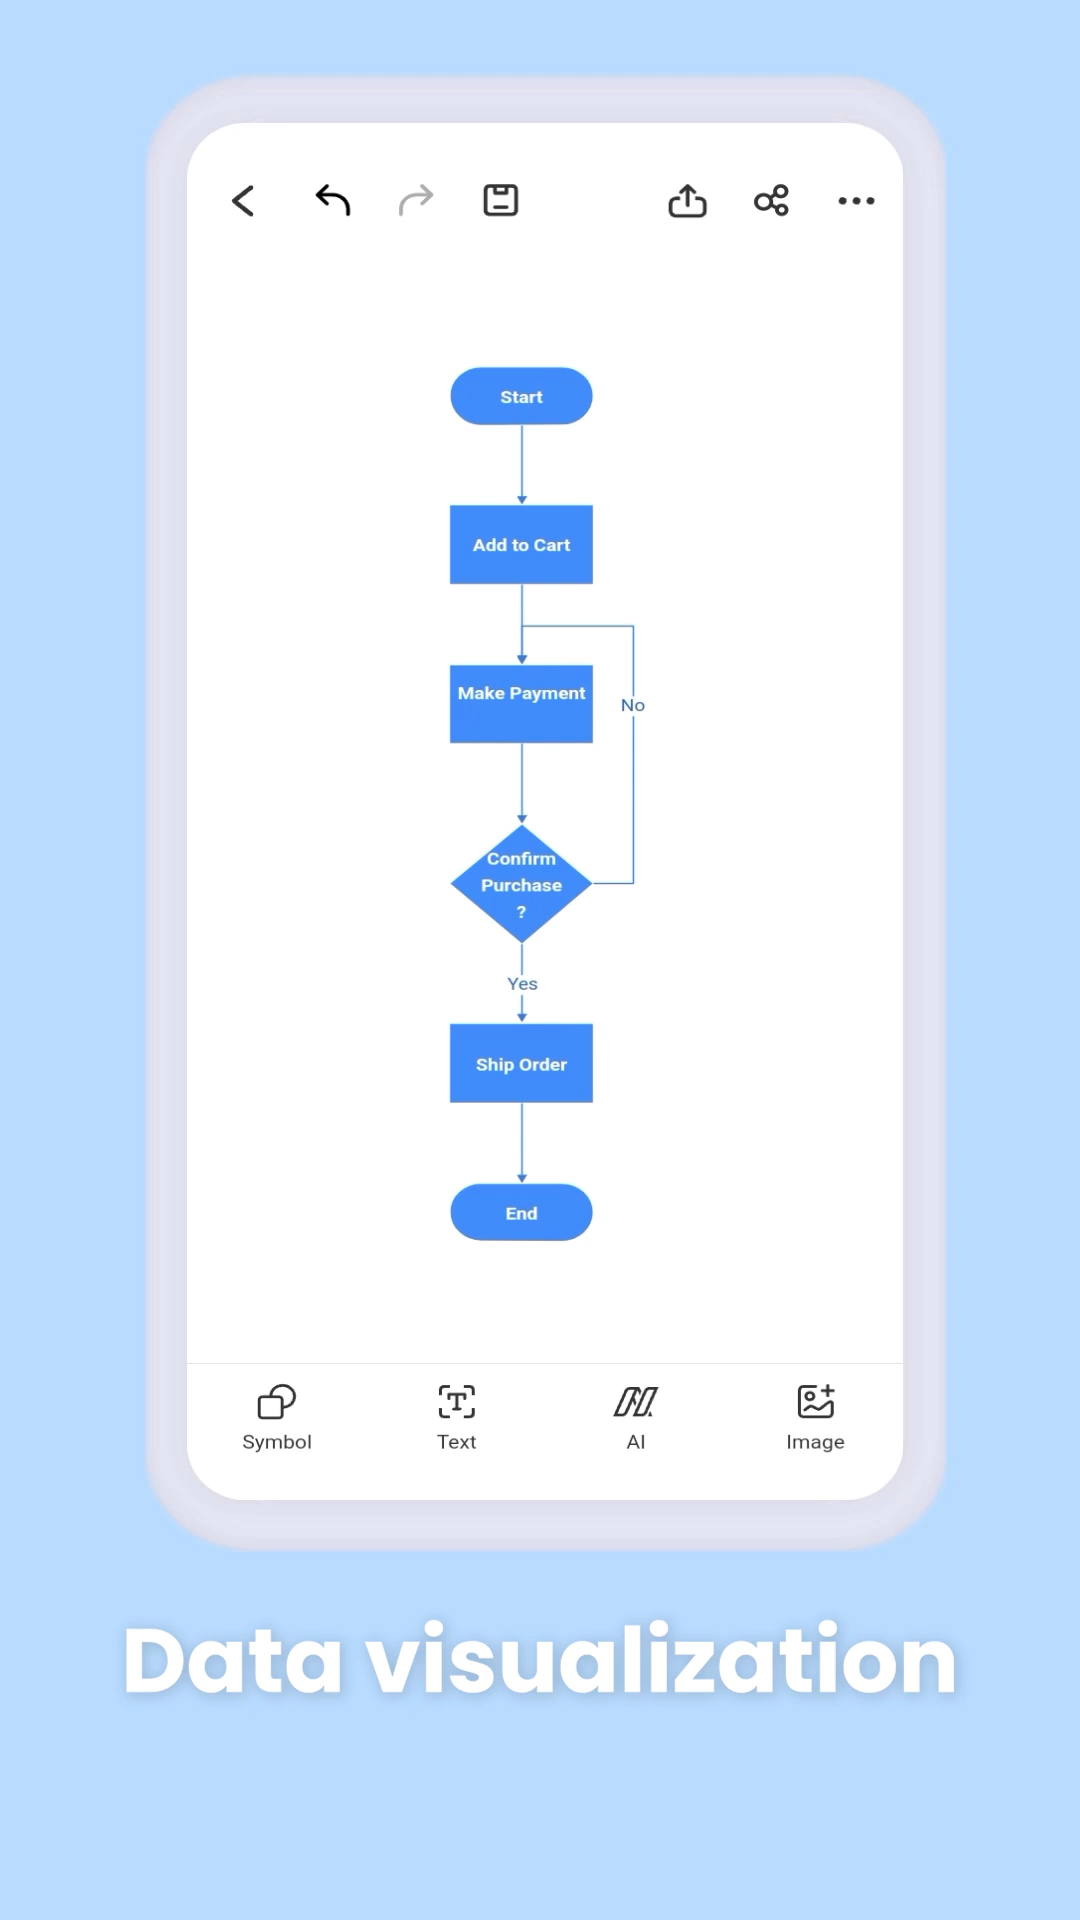 Start
Add to Cart
Make Payment
No
Confirm
Purchase
?
Yes
Ship Order
End
Symbol
Text
AI
Image
Data visualization